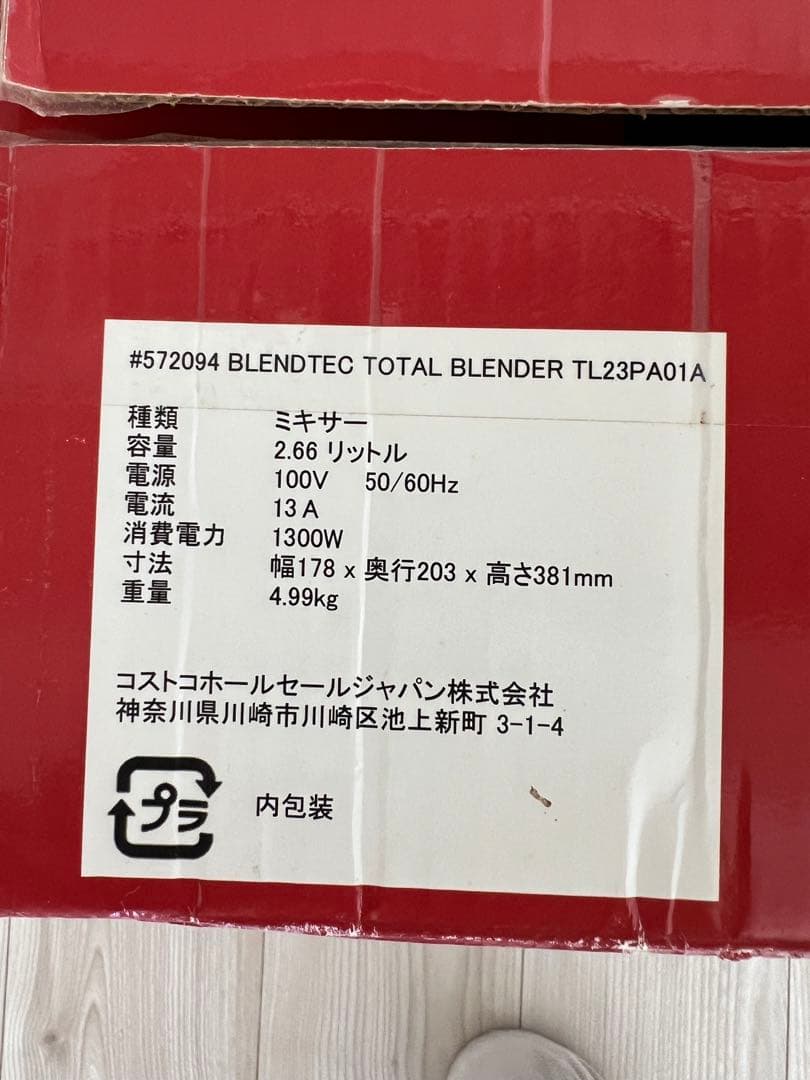 #572094 BLENDTEC TOTAL BLENDER TL23PA01A
種類 ミキサー
容量 2.66 リットル
電源 100V 50/60Hz
電流 13 A
消費電力 1300W
寸法 幅178 x 奥行203 x 高さ381mm
重量 4.99kg
コストコホールセールジャパン株式会社
神奈川県川崎市川崎区池上新町 3-1-4
プラ 内包装